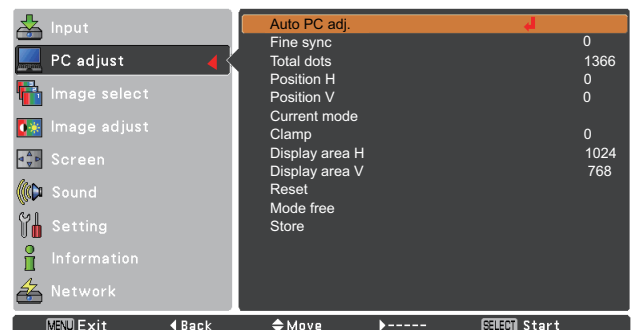 Input
PC adjust
Image select
Image adjust
Screen
Sound
Setting
Information
Network
Auto PC adj.
Fine sync 0
Total dots 1366
Position H 0
Position V 0
Current mode
Clamp 0
Display area H 1024
Display area V 768
Reset
Mode free
Store
MENU Exit Back Move ----- SELECT Start